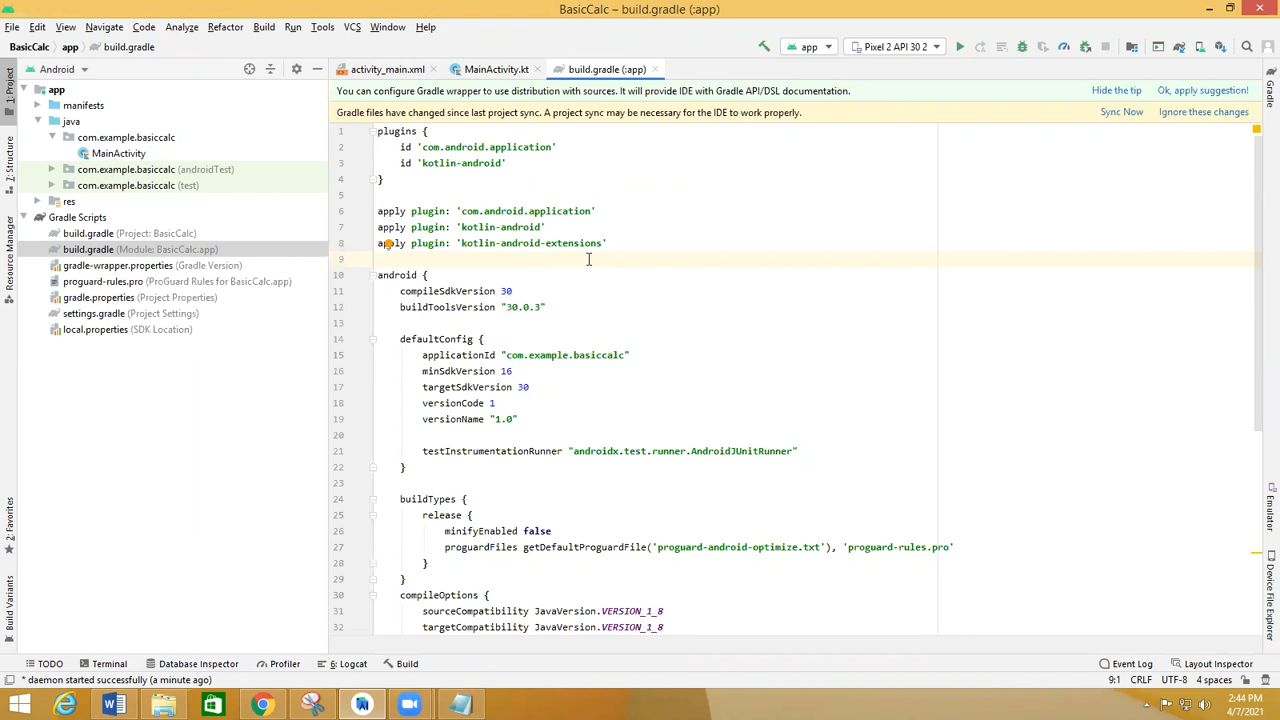 BasicCalc – build.gradle (:app)
File Edit View Navigate Code Analyze Refactor Build Run Tools VCS Window Help
BasicCalc app build.gradle
app
Pixel 2 API 30 2
1: Project
Z: Structure
Resource Manager
2: Favorites
Build Variants
Android
app
manifests
java
com.example.basiccalc
MainActivity
com.example.basiccalc (androidTest)
com.example.basiccalc (test)
res
Gradle Scripts
build.gradle (Project: BasicCalc)
build.gradle (Module: BasicCalc.app)
gradle-wrapper.properties (Gradle Version)
proguard-rules.pro (ProGuard Rules for BasicCalc.app)
gradle.properties (Project Properties)
settings.gradle (Project Settings)
local.properties (SDK Location)
activity_main.xml MainActivity.kt build.gradle (:app)
You can configure Gradle wrapper to use distribution with sources. It will provide IDE with Gradle API/DSL documentation. Hide the tip Ok, apply suggestion!
Gradle files have changed since last project sync. A project sync may be necessary for the IDE to work properly. Sync Now Ignore these changes
1 plugins {
2 id 'com.android.application'
3 id 'kotlin-android'
4 }
5
6 apply plugin: 'com.android.application'
7 apply plugin: 'kotlin-android'
8 apply plugin: 'kotlin-android-extensions'
9
10 android {
11 compileSdkVersion 30
12 buildToolsVersion "30.0.3"
13
14 defaultConfig {
15 applicationId "com.example.basiccalc"
16 minSdkVersion 16
17 targetSdkVersion 30
18 versionCode 1
19 versionName "1.0"
20
21 testInstrumentationRunner "androidx.test.runner.AndroidJUnitRunner"
22 }
23
24 buildTypes {
25 release {
26 minifyEnabled false
27 proguardFiles getDefaultProguardFile('proguard-android-optimize.txt'), 'proguard-rules.pro'
28 }
29 }
30 compileOptions {
31 sourceCompatibility JavaVersion.VERSION_1_8
32 targetCompatibility JavaVersion.VERSION_1_8
Gradle
Emulator
Device File Explorer
TODO Terminal Database Inspector Profiler 6: Logcat Build Event Log Layout Inspector
* daemon started successfully (a minute ago) 9:1 CRLF UTF-8 4 spaces
2:44 PM
4/7/2021